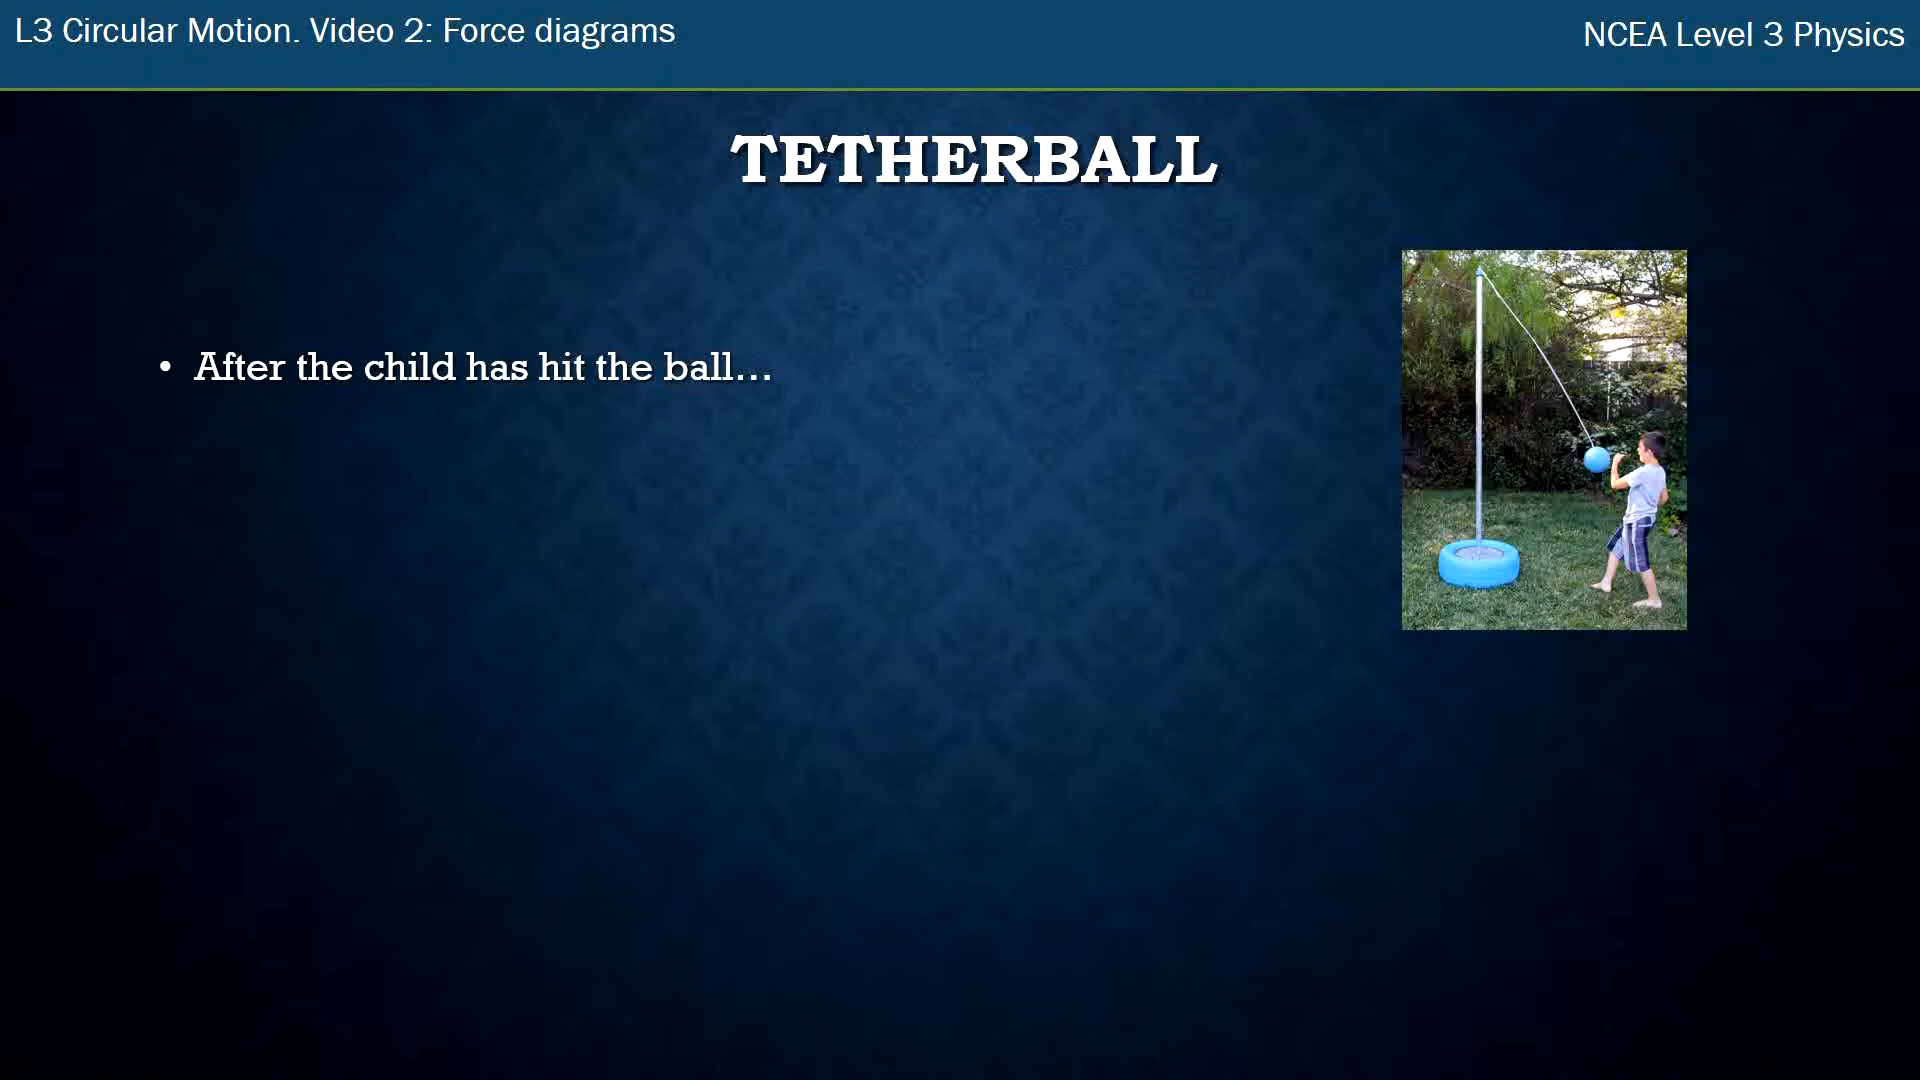 L3 Circular Motion. Video 2: Force diagrams
NCEA Level 3 Physics
TETHERBALL
• After the child has hit the ball…